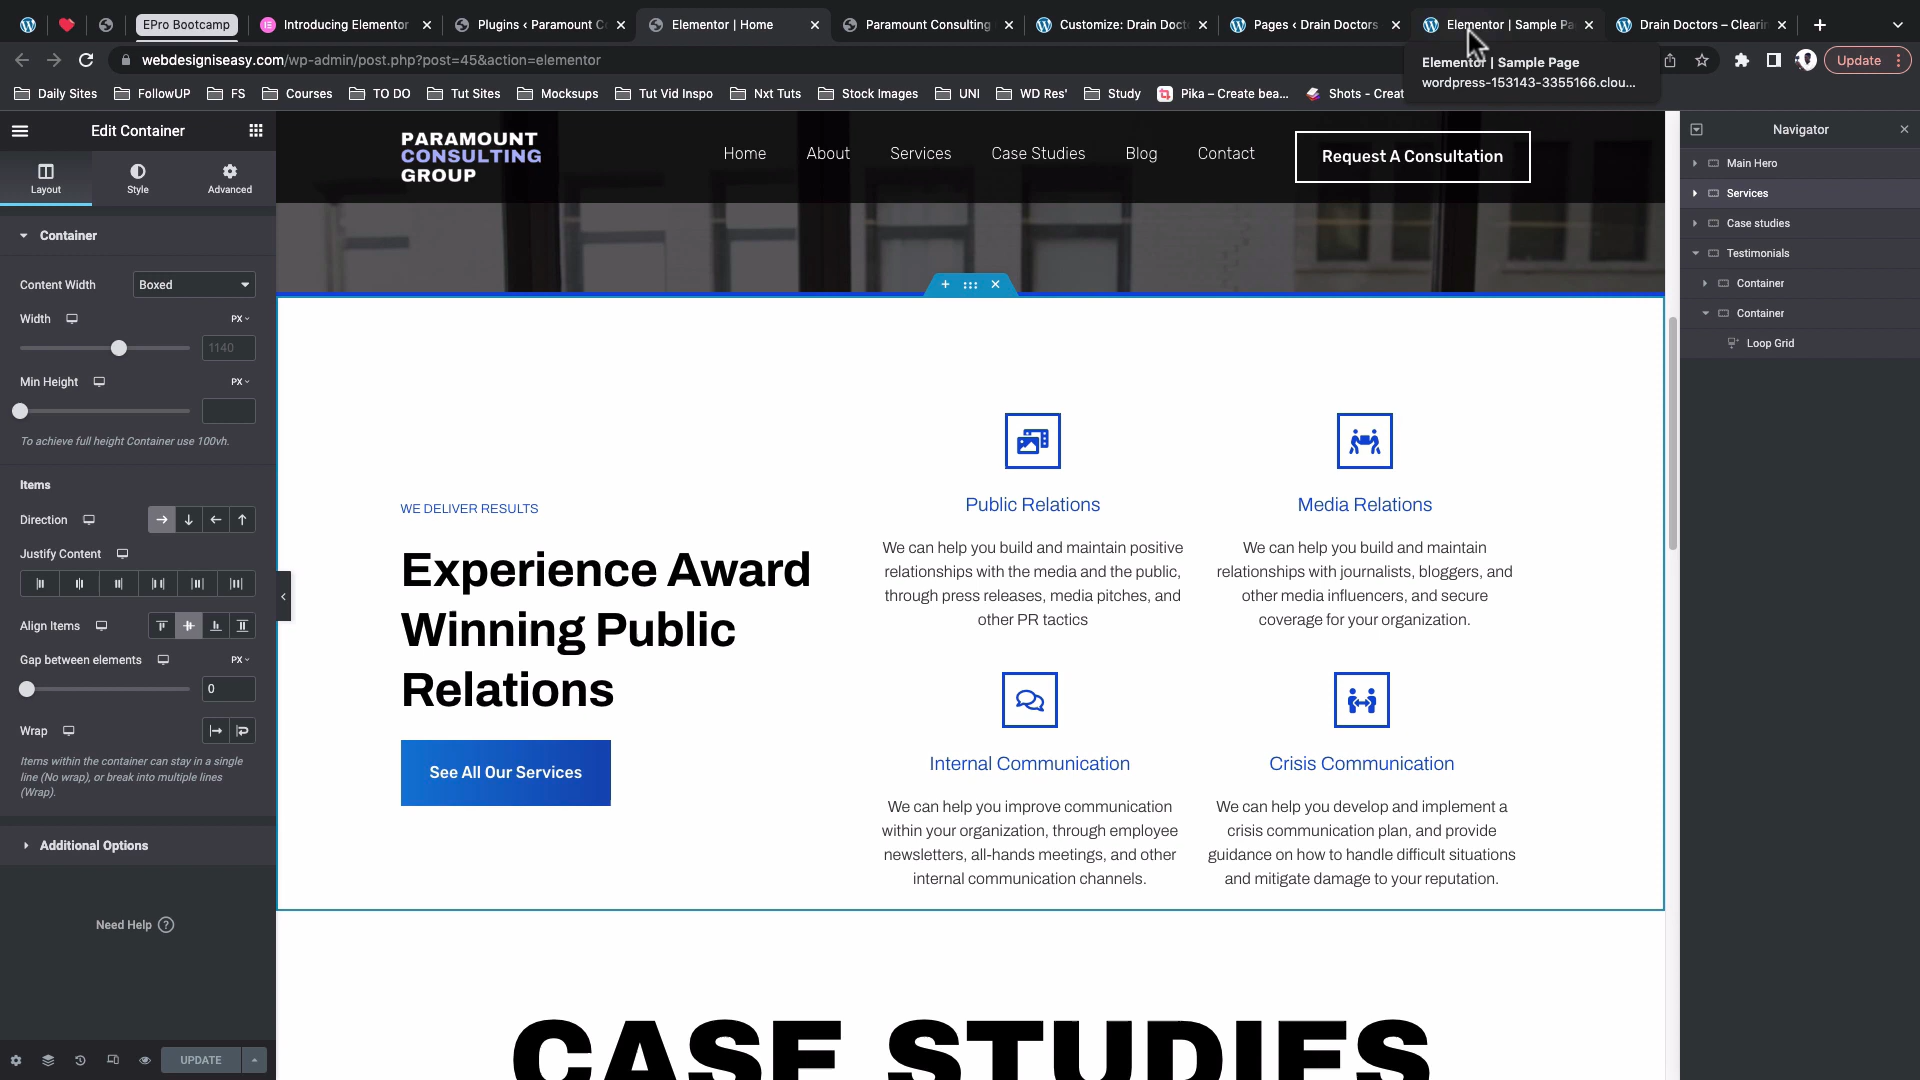 EPro Bootcamp
Introducing Elementor
Plugins ‹ Paramount C
Elementor | Home
Paramount Consulting
Customize: Drain Doct
Pages ‹ Drain Doctors
Elementor | Sample Pa
Drain Doctors – Cleari
webdesigniseasy.com/wp-admin/post.php?post=45&action=elementor
Update
Elementor | Sample Page
wordpress-153143-3355166.clou...
Daily Sites
FollowUP
FS
Courses
TO DO
Tut Sites
Mocksups
Tut Vid Inspo
Nxt Tuts
Stock Images
UNI
WD Res'
Study
Pika – Create bea...
Shots - Creat
Edit Container
Layout
Style
Advanced
Container
Content Width
Boxed
Width
PX
1140
Min Height
PX
To achieve full height Container use 100vh.
Items
Direction
Justify Content
Align Items
Gap between elements
PX
0
Wrap
Items within the container can stay in a single
line (No wrap), or break into multiple lines
(Wrap).
Additional Options
Need Help
UPDATE
PARAMOUNT
CONSULTING
GROUP
Home
About
Services
Case Studies
Blog
Contact
Request A Consultation
WE DELIVER RESULTS
Experience Award
Winning Public
Relations
See All Our Services
Public Relations
We can help you build and maintain positive
relationships with the media and the public,
through press releases, media pitches, and
other PR tactics
Media Relations
We can help you build and maintain
relationships with journalists, bloggers, and
other media influencers, and secure
coverage for your organization.
Internal Communication
We can help you improve communication
within your organization, through employee
newsletters, all-hands meetings, and other
internal communication channels.
Crisis Communication
We can help you develop and implement a
crisis communication plan, and provide
guidance on how to handle difficult situations
and mitigate damage to your reputation.
CASE STUDIES
Navigator
Main Hero
Services
Case studies
Testimonials
Container
Container
Loop Grid